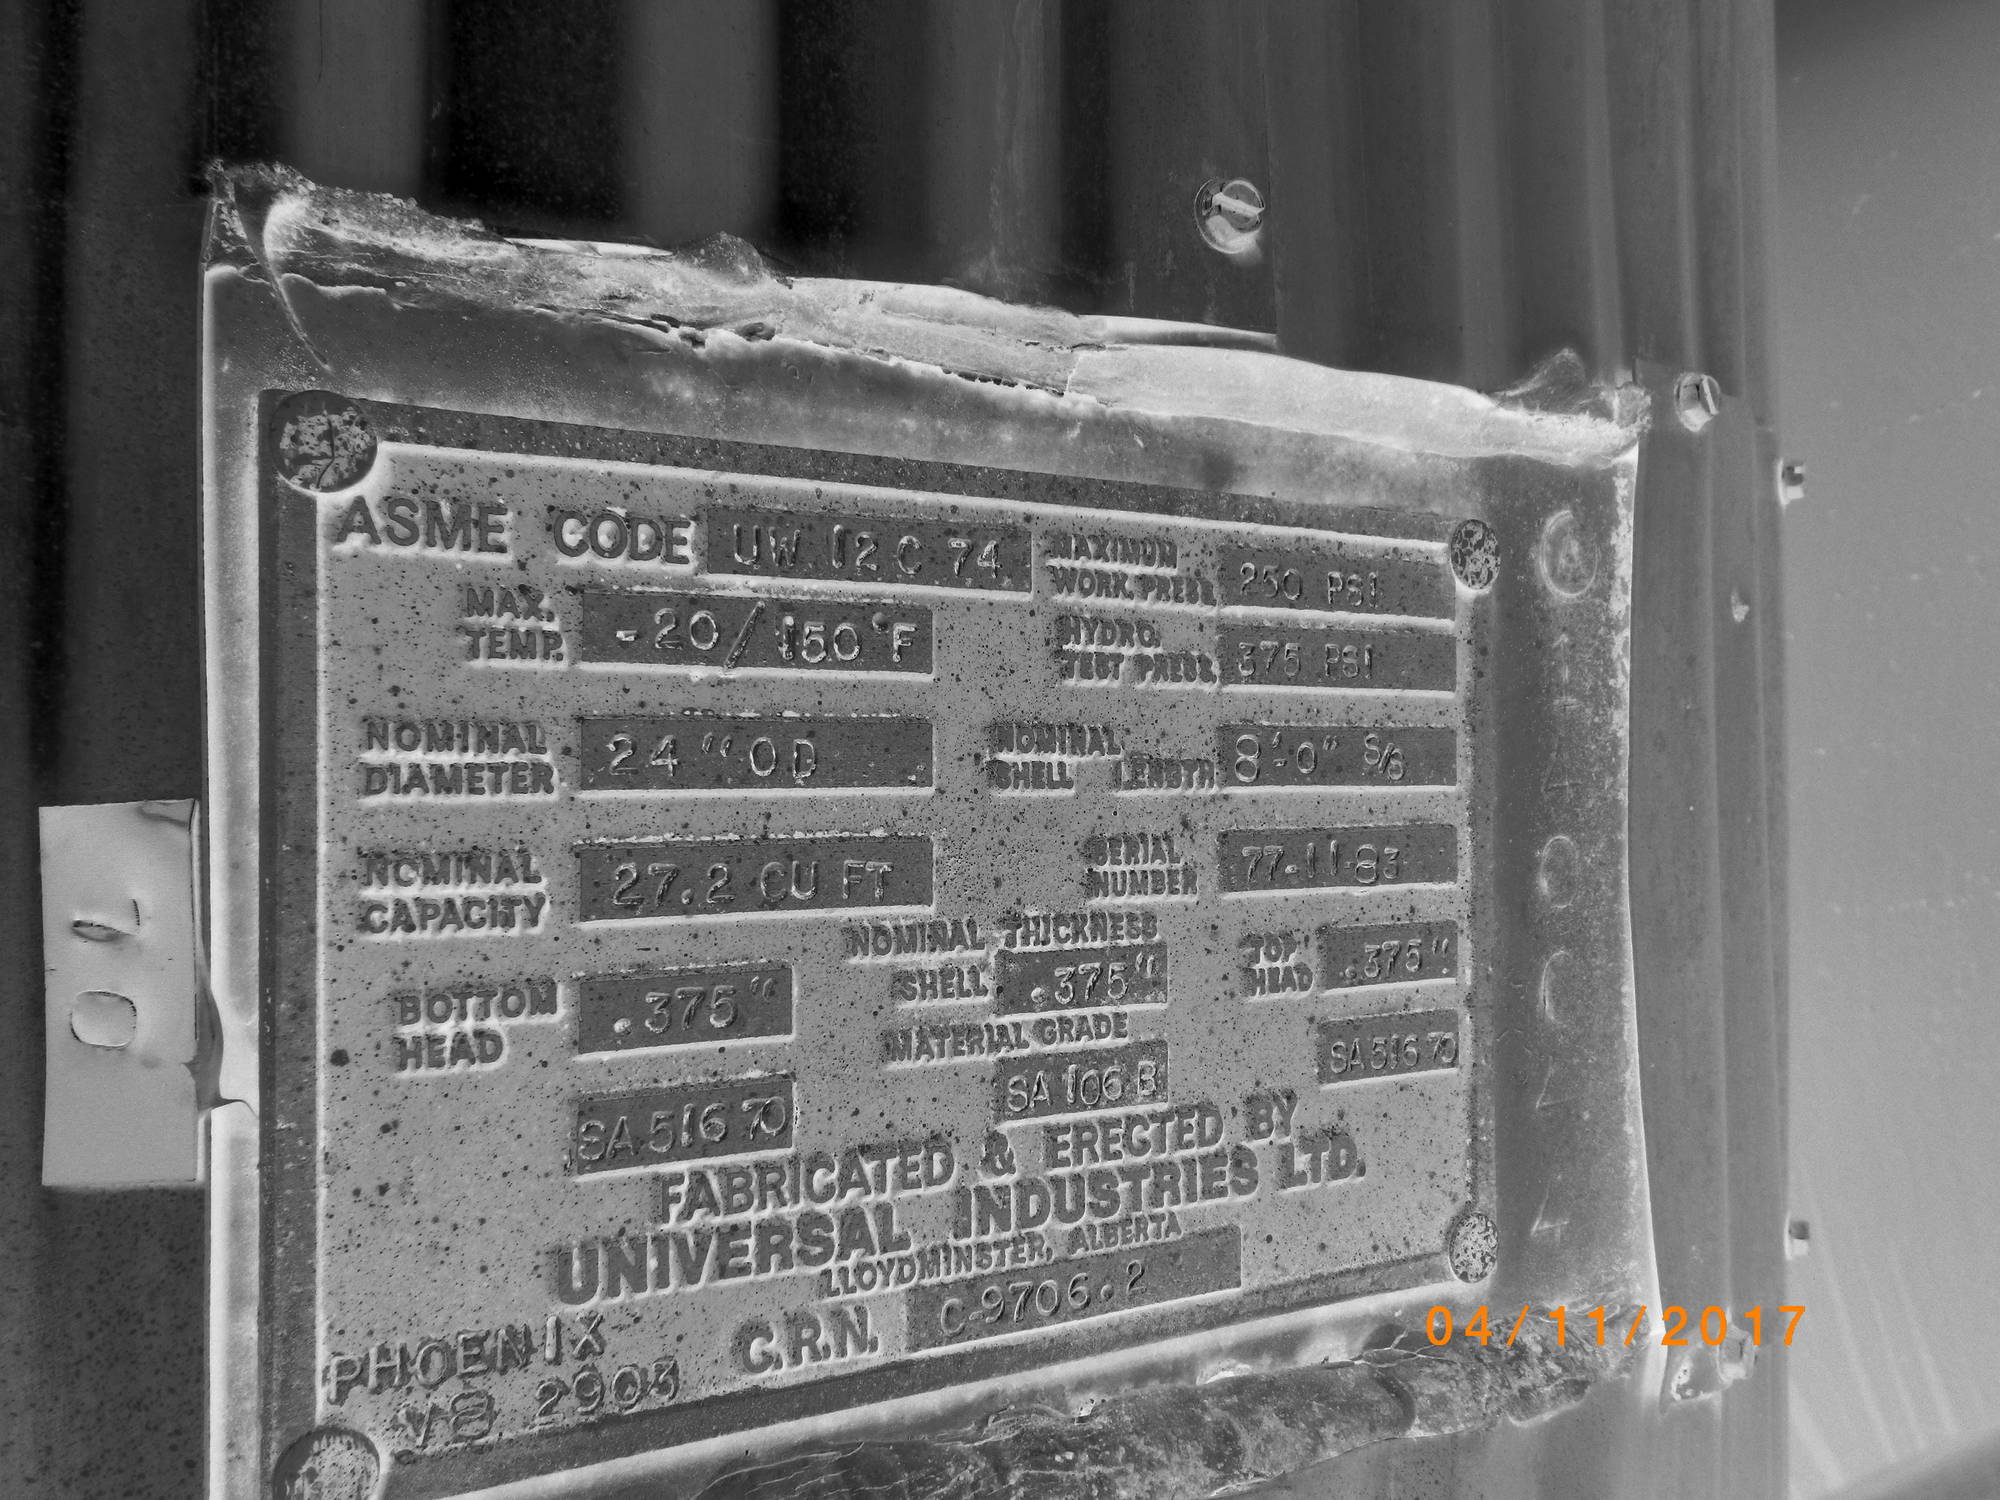 ASME CODE UW 12 C 74
MAXIMUM WORK. PRESS. 250 PSI
MAX. TEMP. -20/150°F
HYDRO. TEST PRESS. 375 PSI
NOMINAL DIAMETER 24" OD
NOMINAL SHELL LENGTH 8'-0" S/S
NOMINAL CAPACITY 27.2 CU FT
SERIAL NUMBER 77-11-83
NOMINAL THICKNESS
BOTTOM HEAD .375"
SHELL .375"
TOP HEAD .375"
MATERIAL GRADE
SA 516 70
SA 106 B
SA 516 70
FABRICATED & ERECTED BY
UNIVERSAL INDUSTRIES LTD.
LLOYDMINSTER, ALBERTA
C.R.N. C-9706.2
PHOENIX
V8 2903
04/11/2017